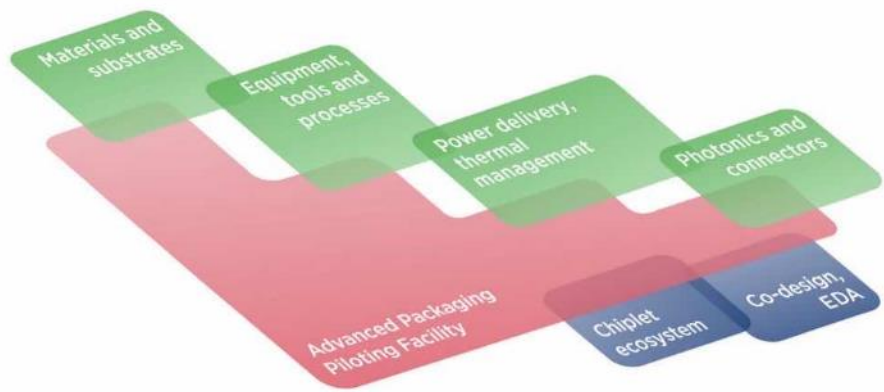 Materials and
substrates
Equipment,
tools and
processes
Power delivery,
thermal
management
Photonics and
connectors
Advanced Packaging
Piloting Facility
Chiplet
ecosystem
Co-design,
EDA